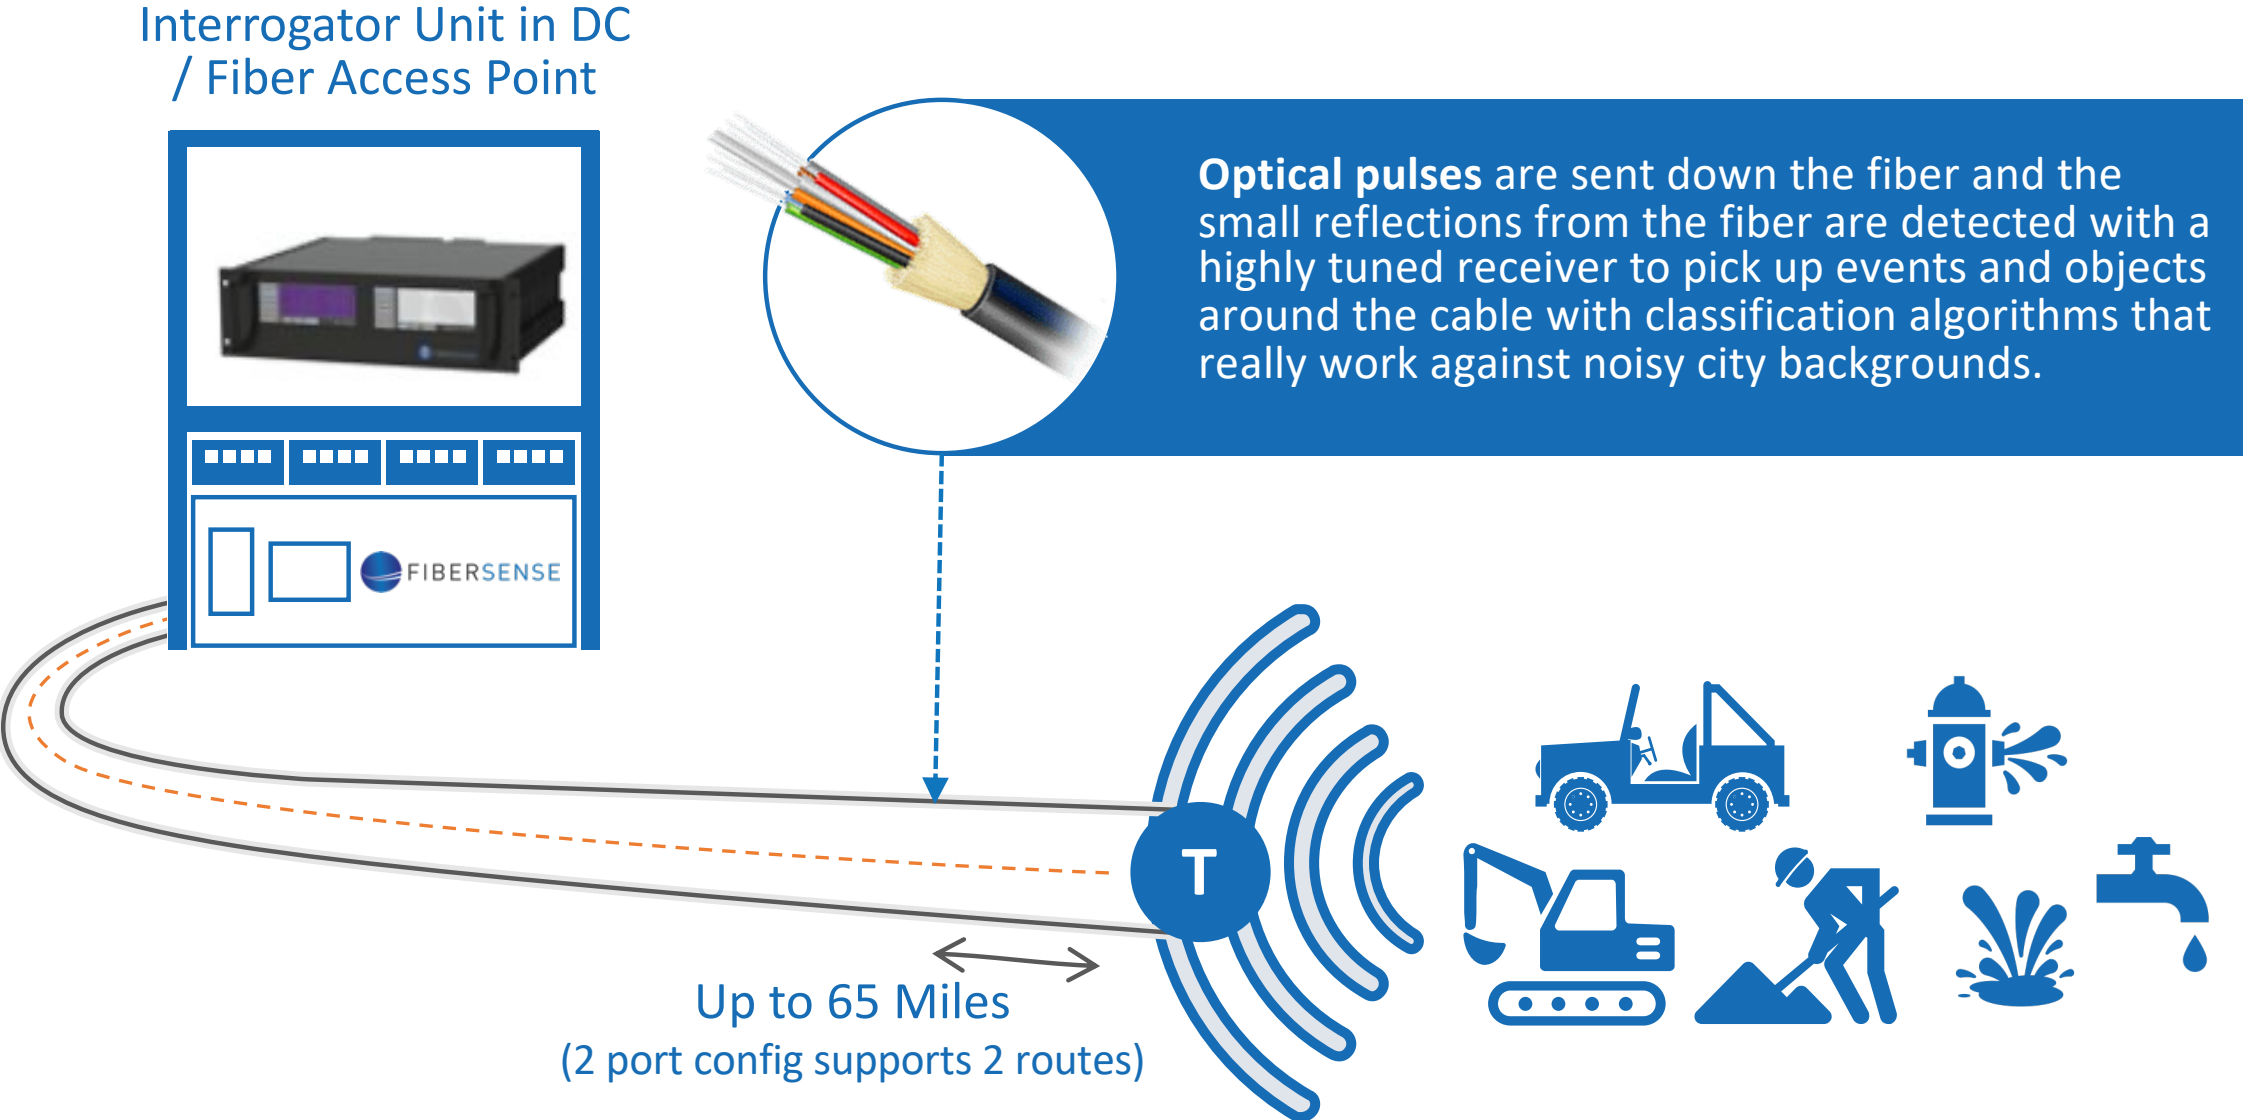 Interrogator Unit in DC
/ Fiber Access Point
Optical pulses are sent down the fiber and the
small reflections from the fiber are detected with a
highly tuned receiver to pick up events and objects
around the cable with classification algorithms that
really work against noisy city backgrounds.
FIBERSENSE
T
Up to 65 Miles
(2 port config supports 2 routes)